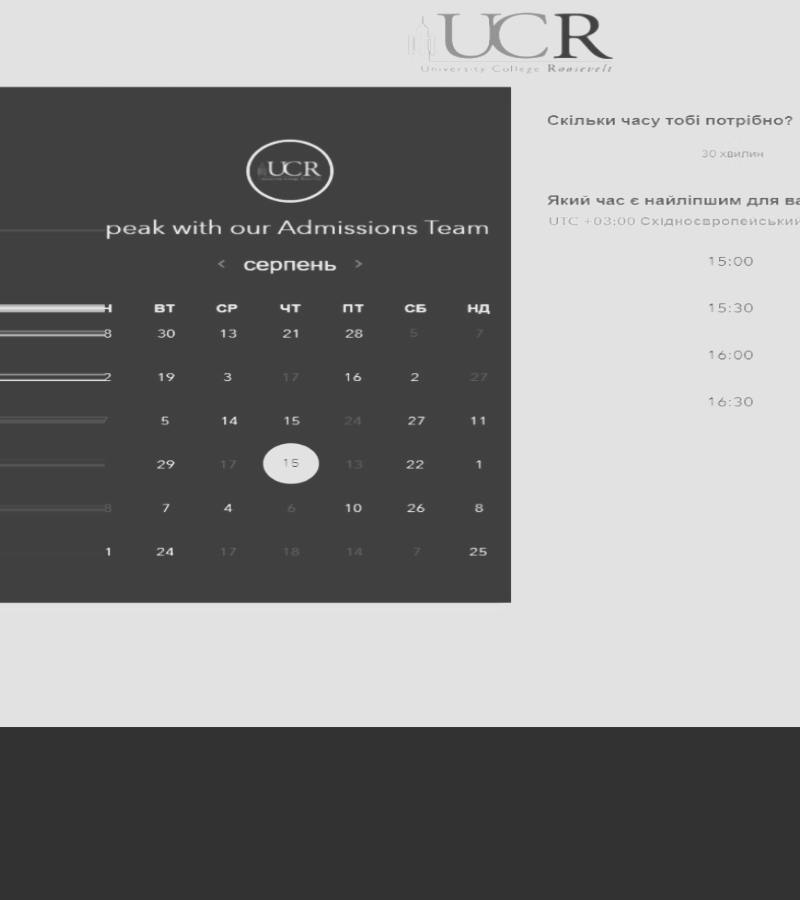 UCR
University College Roosevelt
UCR
peak with our Admissions Team
< серпень >
Н ВТ СР ЧТ ПТ СБ НД
8 30 13 21 28 5 7
2 19 3 17 16 2 27
5 14 15 24 27 11
29 17 15 13 22 1
8 7 4 6 10 26 8
1 24 17 18 14 7 25
Скільки часу тобі потрібно?
30 хвилин
Який час є найліпшим для ва
UTC +03:00 Східноєвропейський
15:00
15:30
16:00
16:30